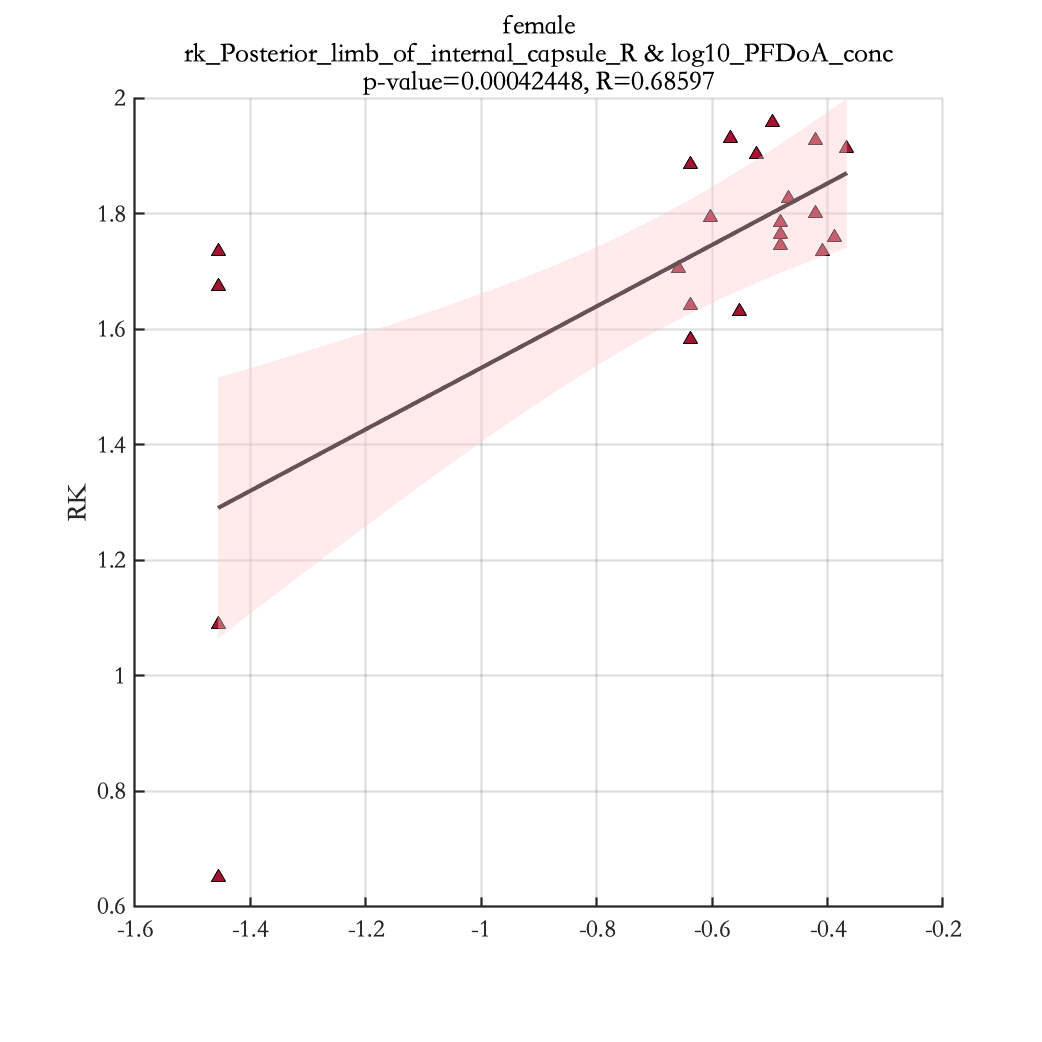 female
rk_Posterior_limb_of_internal_capsule_R & log10_PFDoA_conc
p-value=0.00042448, R=0.68597
2
1.8
1.6
1.4
RK
1.2
1
0.8
0.6
-1.6 -1.4 -1.2 -1 -0.8 -0.6 -0.4 -0.2